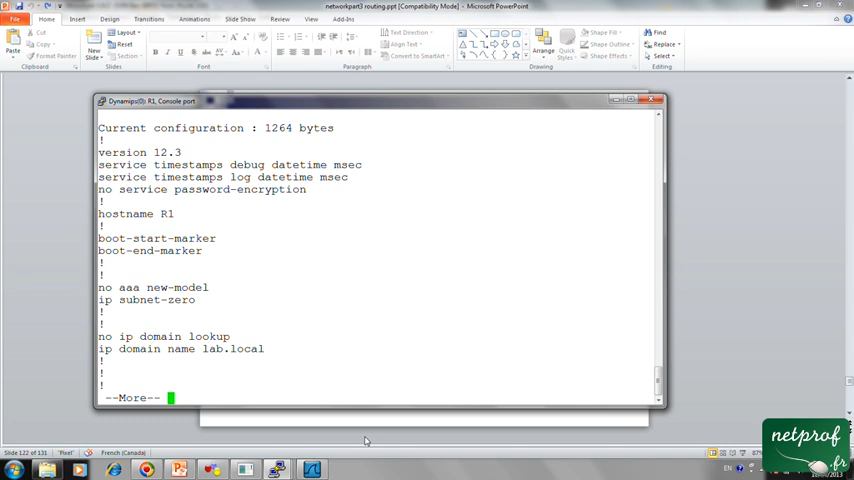 networkpart3 routing.ppt [Compatibility Mode] - Microsoft PowerPoint
File Home Insert Design Transitions Animations Slide Show Review View Add-Ins
Paste
New Slide
Layout
Reset
Section
Text Direction
Align Text
Convert to SmartArt
Arrange
Quick Styles
Shape Fill
Shape Outline
Shape Effects
Find
Replace
Select
Clipboard Slides Font Paragraph Drawing Editing
Dynamips(0): R1, Console port
Current configuration : 1264 bytes
!
version 12.3
service timestamps debug datetime msec
service timestamps log datetime msec
no service password-encryption
!
hostname R1
!
boot-start-marker
boot-end-marker
!
!
no aaa new-model
ip subnet-zero
!
!
no ip domain lookup
ip domain name lab.local
!
!
!
--More--
Slide 122 of 131 "Pixel" French (Canada)
87%
EN
netprof
.fr